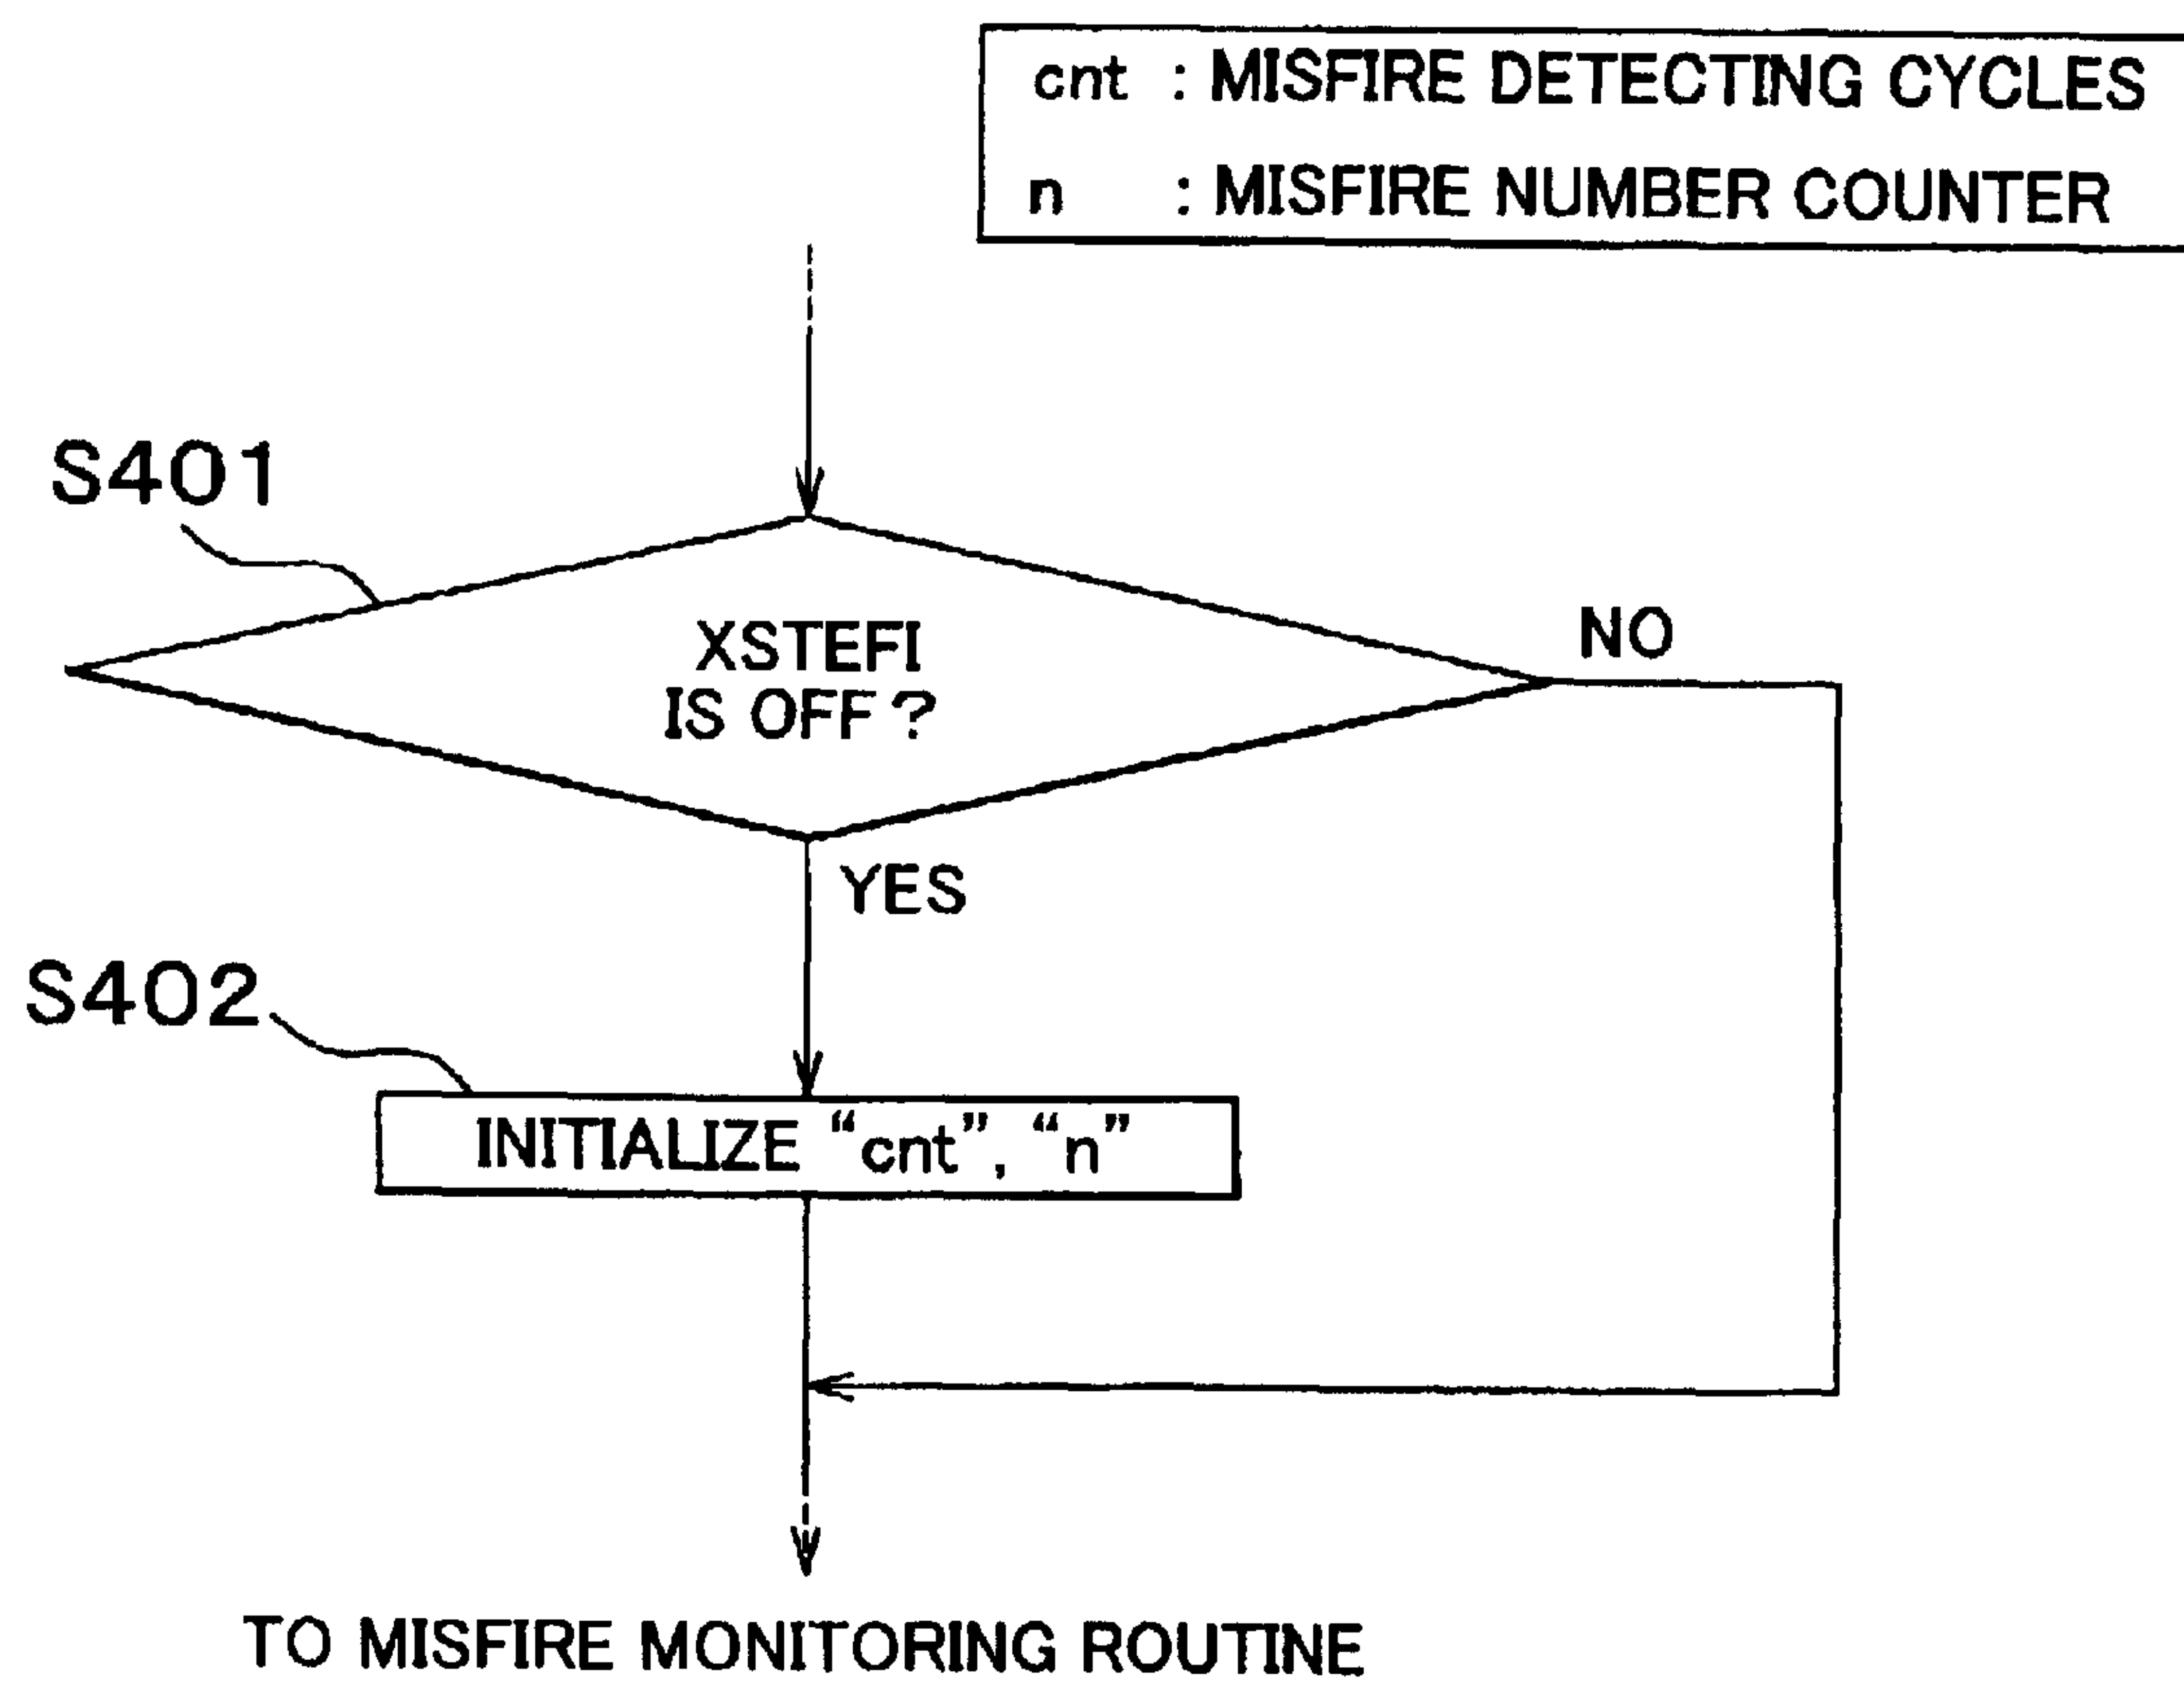 cnt : MISFIRE DETECTING CYCLES
n : MISFIRE NUMBER COUNTER
S401
XSTEFI
IS OFF ?
NO
YES
S402
INITIALIZE “cnt”, “n”
TO MISFIRE MONITORING ROUTINE